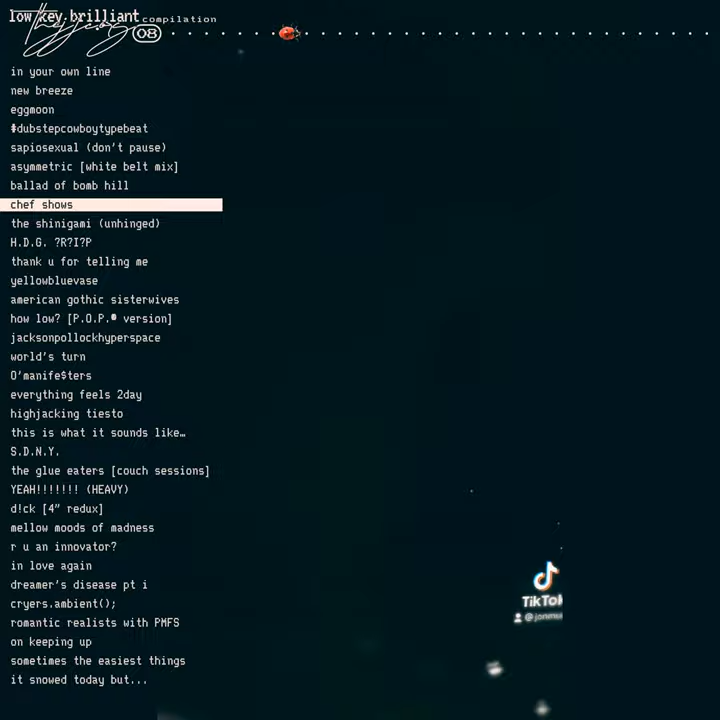 low key brilliant compilation
thejcoz
08
in your own line
new breeze
eggmoon
$dubstepcowboytypebeat
sapiosexual (don't pause)
asymmetric [white belt mix]
ballad of bomb hill
chef shows
the shinigami (unhinged)
H.D.G. ?R?I?P
thank u for telling me
yellowbluevase
american gothic sisterwives
how low? [P.O.P.® version]
jacksonpollockhyperspace
world's turn
O'manife$ters
everything feels 2day
highjacking tiesto
this is what it sounds like…
S.D.N.Y.
the glue eaters [couch sessions]
YEAH!!!!!!! (HEAVY)
d!ck [4” redux]
mellow moods of madness
r u an innovator?
in love again
dreamer's disease pt i
cryers.ambient();
romantic realists with PMFS
on keeping up
sometimes the easiest things
it snowed today but...
TikTok